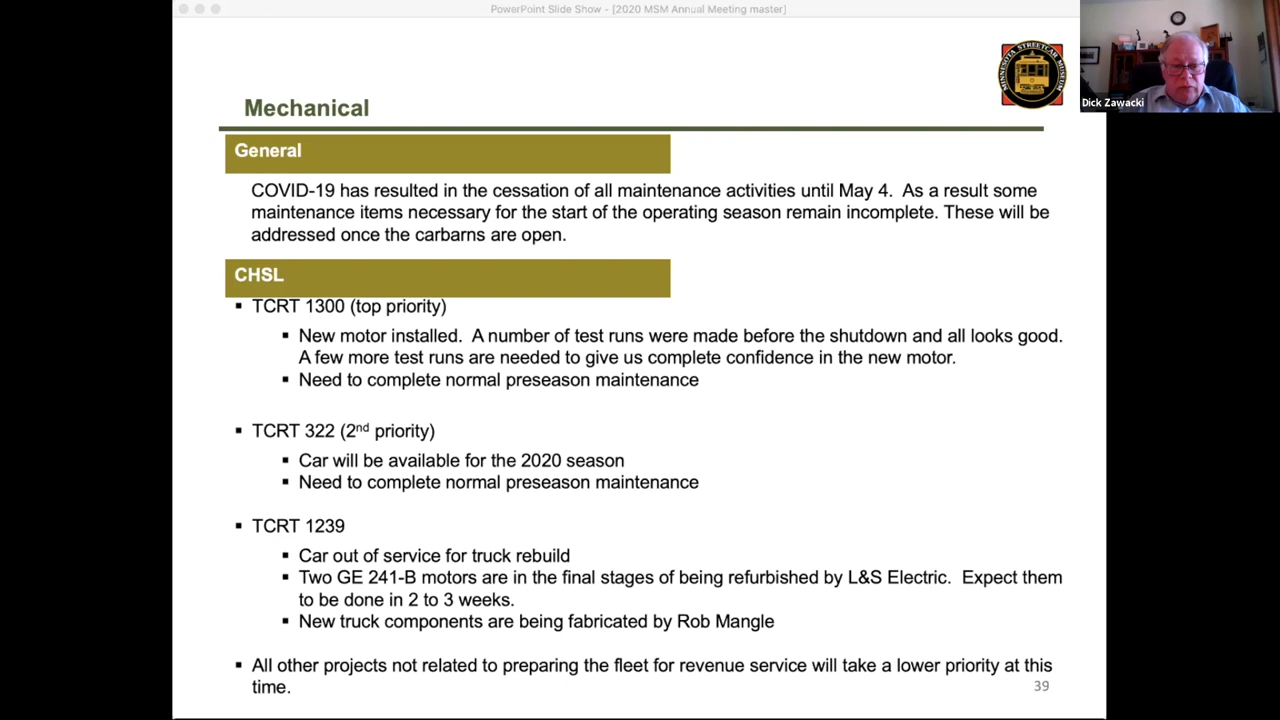 PowerPoint Slide Show - [2020 MSM Annual Meeting master]
MINNESOTA STREETCAR MUSEUM
Dick Zawacki
Mechanical
General
COVID-19 has resulted in the cessation of all maintenance activities until May 4.  As a result some
maintenance items necessary for the start of the operating season remain incomplete. These will be
addressed once the carbarns are open.
CHSL
▪ TCRT 1300 (top priority)
▪ New motor installed.  A number of test runs were made before the shutdown and all looks good.
A few more test runs are needed to give us complete confidence in the new motor.
▪ Need to complete normal preseason maintenance
▪ TCRT 322 (2nd priority)
▪ Car will be available for the 2020 season
▪ Need to complete normal preseason maintenance
▪ TCRT 1239
▪ Car out of service for truck rebuild
▪ Two GE 241-B motors are in the final stages of being refurbished by L&S Electric.  Expect them
to be done in 2 to 3 weeks.
▪ New truck components are being fabricated by Rob Mangle
▪ All other projects not related to preparing the fleet for revenue service will take a lower priority at this
time.
39